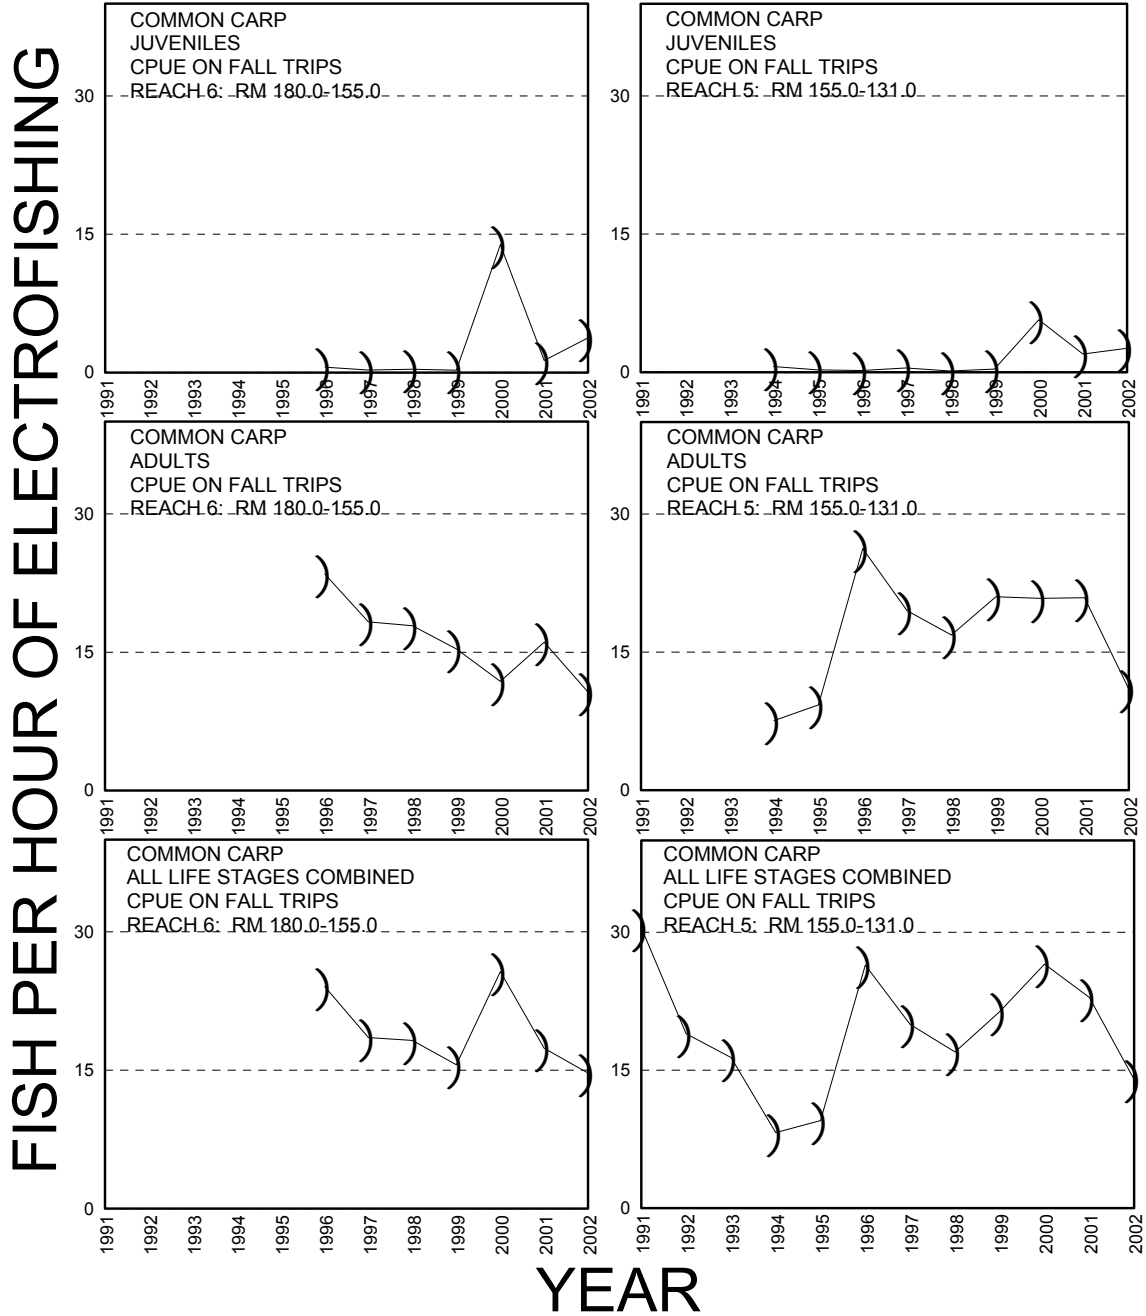 FISH PER HOUR OF ELECTROFISHING
COMMON CARP
JUVENILES
CPUE ON FALL TRIPS
REACH 6: RM 180.0-155.0
30
15
0
1991 1992 1993 1994 1995 1996 1997 1998 1999 2000 2001 2002
COMMON CARP
JUVENILES
CPUE ON FALL TRIPS
REACH 5: RM 155.0-131.0
30
15
0
1991 1992 1993 1994 1995 1996 1997 1998 1999 2000 2001 2002
COMMON CARP
ADULTS
CPUE ON FALL TRIPS
REACH 6: RM 180.0-155.0
30
15
0
1991 1992 1993 1994 1995 1996 1997 1998 1999 2000 2001 2002
COMMON CARP
ADULTS
CPUE ON FALL TRIPS
REACH 5: RM 155.0-131.0
30
15
0
1991 1992 1993 1994 1995 1996 1997 1998 1999 2000 2001 2002
COMMON CARP
ALL LIFE STAGES COMBINED
CPUE ON FALL TRIPS
REACH 6: RM 180.0-155.0
30
15
0
1991 1992 1993 1994 1995 1996 1997 1998 1999 2000 2001 2002
COMMON CARP
ALL LIFE STAGES COMBINED
CPUE ON FALL TRIPS
REACH 5: RM 155.0-131.0
30
15
0
1991 1992 1993 1994 1995 1996 1997 1998 1999 2000 2001 2002
YEAR